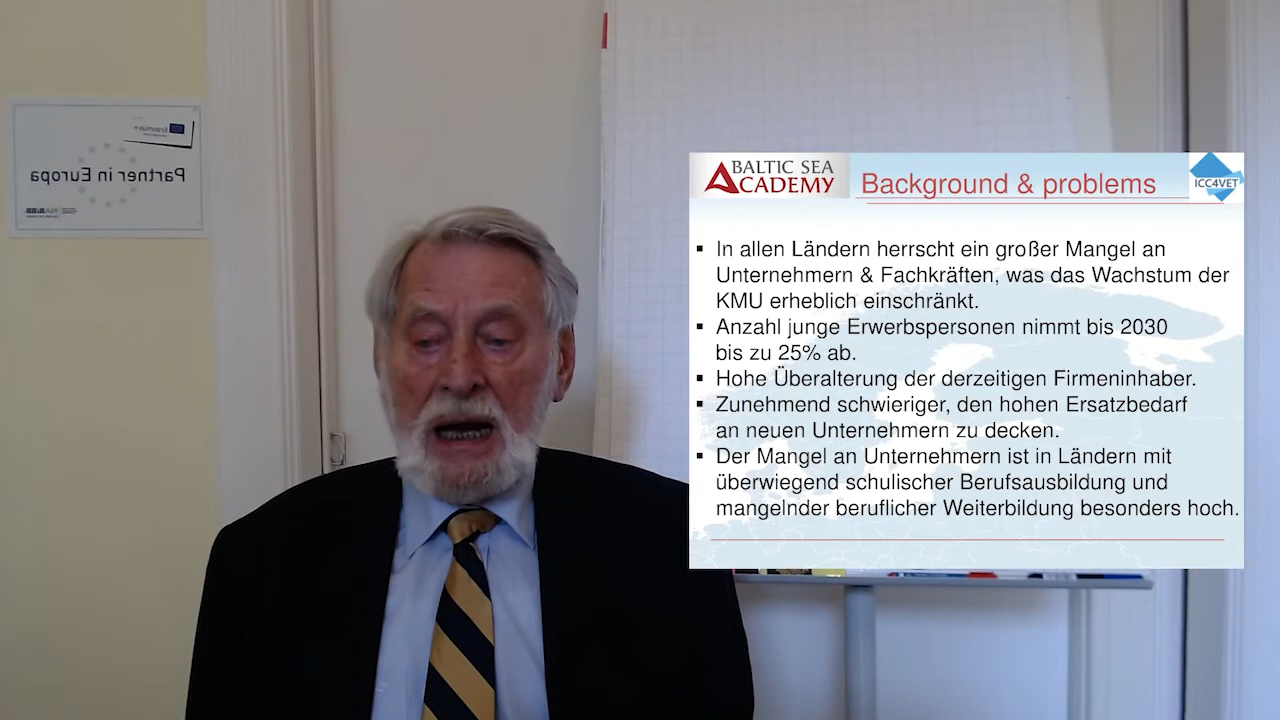 Erasmus+
Partner in Europa
BALTIC SEA
ACADEMY
Background & problems
ICC4VET
▪ In allen Ländern herrscht ein großer Mangel an
Unternehmern & Fachkräften, was das Wachstum der
KMU erheblich einschränkt.
▪ Anzahl junge Erwerbspersonen nimmt bis 2030
bis zu 25% ab.
▪ Hohe Überalterung der derzeitigen Firmeninhaber.
▪ Zunehmend schwieriger, den hohen Ersatzbedarf
an neuen Unternehmern zu decken.
▪ Der Mangel an Unternehmern ist in Ländern mit
überwiegend schulischer Berufsausbildung und
mangelnder beruflicher Weiterbildung besonders hoch.